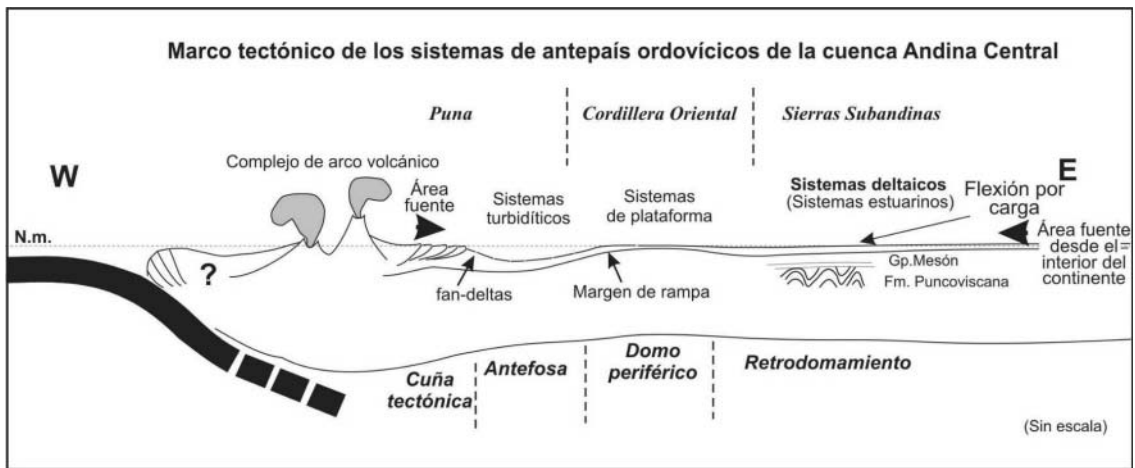 Marco tectónico de los sistemas de antepaís ordovícicos de la cuenca Andina Central
Puna
Cordillera Oriental
Sierras Subandinas
W
Complejo de arco volcánico
Área
fuente
Sistemas
turbidíticos
Sistemas
de plataforma
Sistemas deltaicos
(Sistemas estuarinos)
E
Flexión por
carga
N.m.
Área fuente
desde el
interior del
continente
?
fan-deltas
Margen de rampa
Gp.Mesón
Fm. Puncoviscana
Cuña
tectónica
Antefosa
Domo
periférico
Retrodomamiento
(Sin escala)